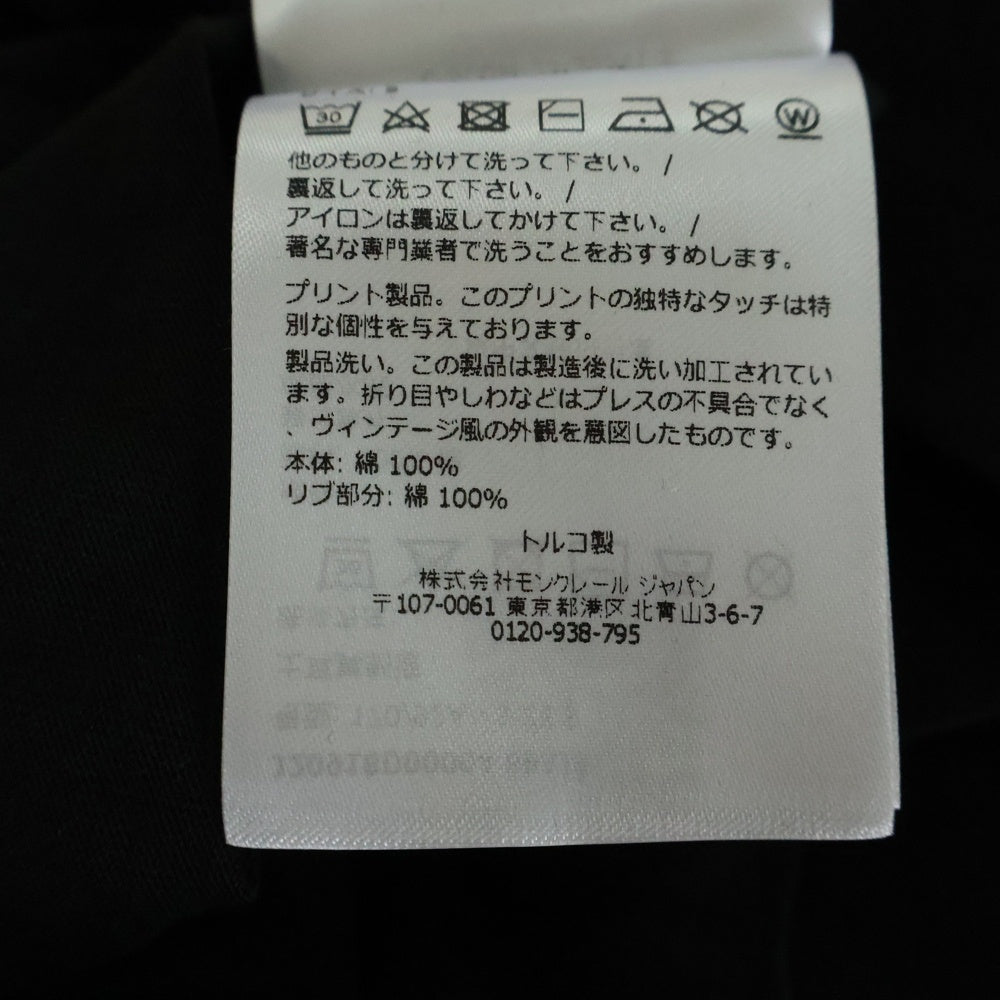 30 W
他のものと分けて洗って下さい。 /
裏返して洗って下さい。 /
アイロンは裏返してかけて下さい。 /
著名な専門業者で洗うことをおすすめします。
プリント製品。このプリントの独特なタッチは特
別な個性を与えております。
製品洗い。この製品は製造後に洗い加工されてい
ます。折り目やしわなどはプレスの不具合でなく
、ヴィンテージ風の外観を意図したものです。
本体: 綿 100%
リブ部分: 綿 100%
トルコ製
株式会社モンクレール ジャパン
〒107-0061 東京都港区北青山3-6-7
0120-938-795